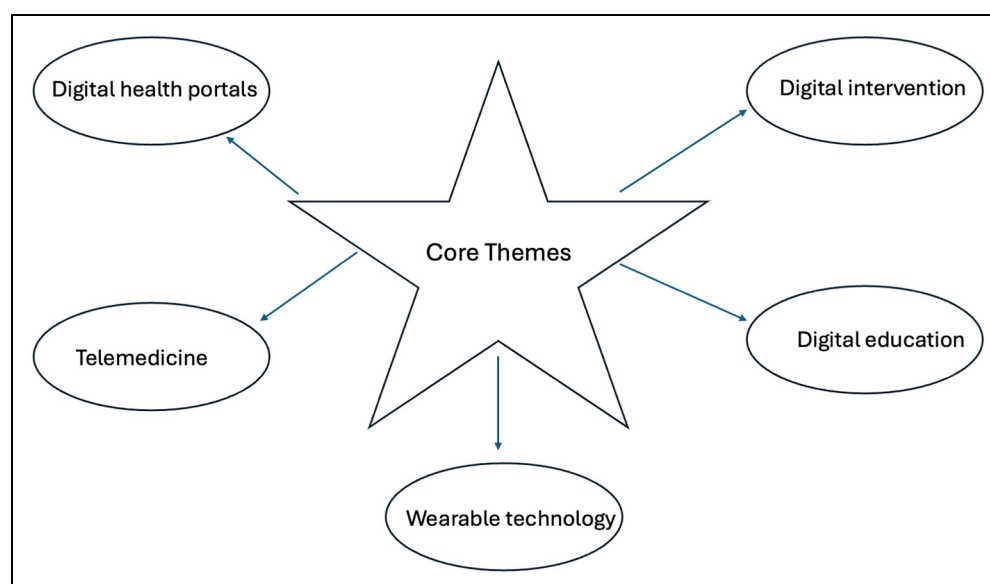 Digital health portals
Digital intervention
Core Themes
Telemedicine
Digital education
Wearable technology